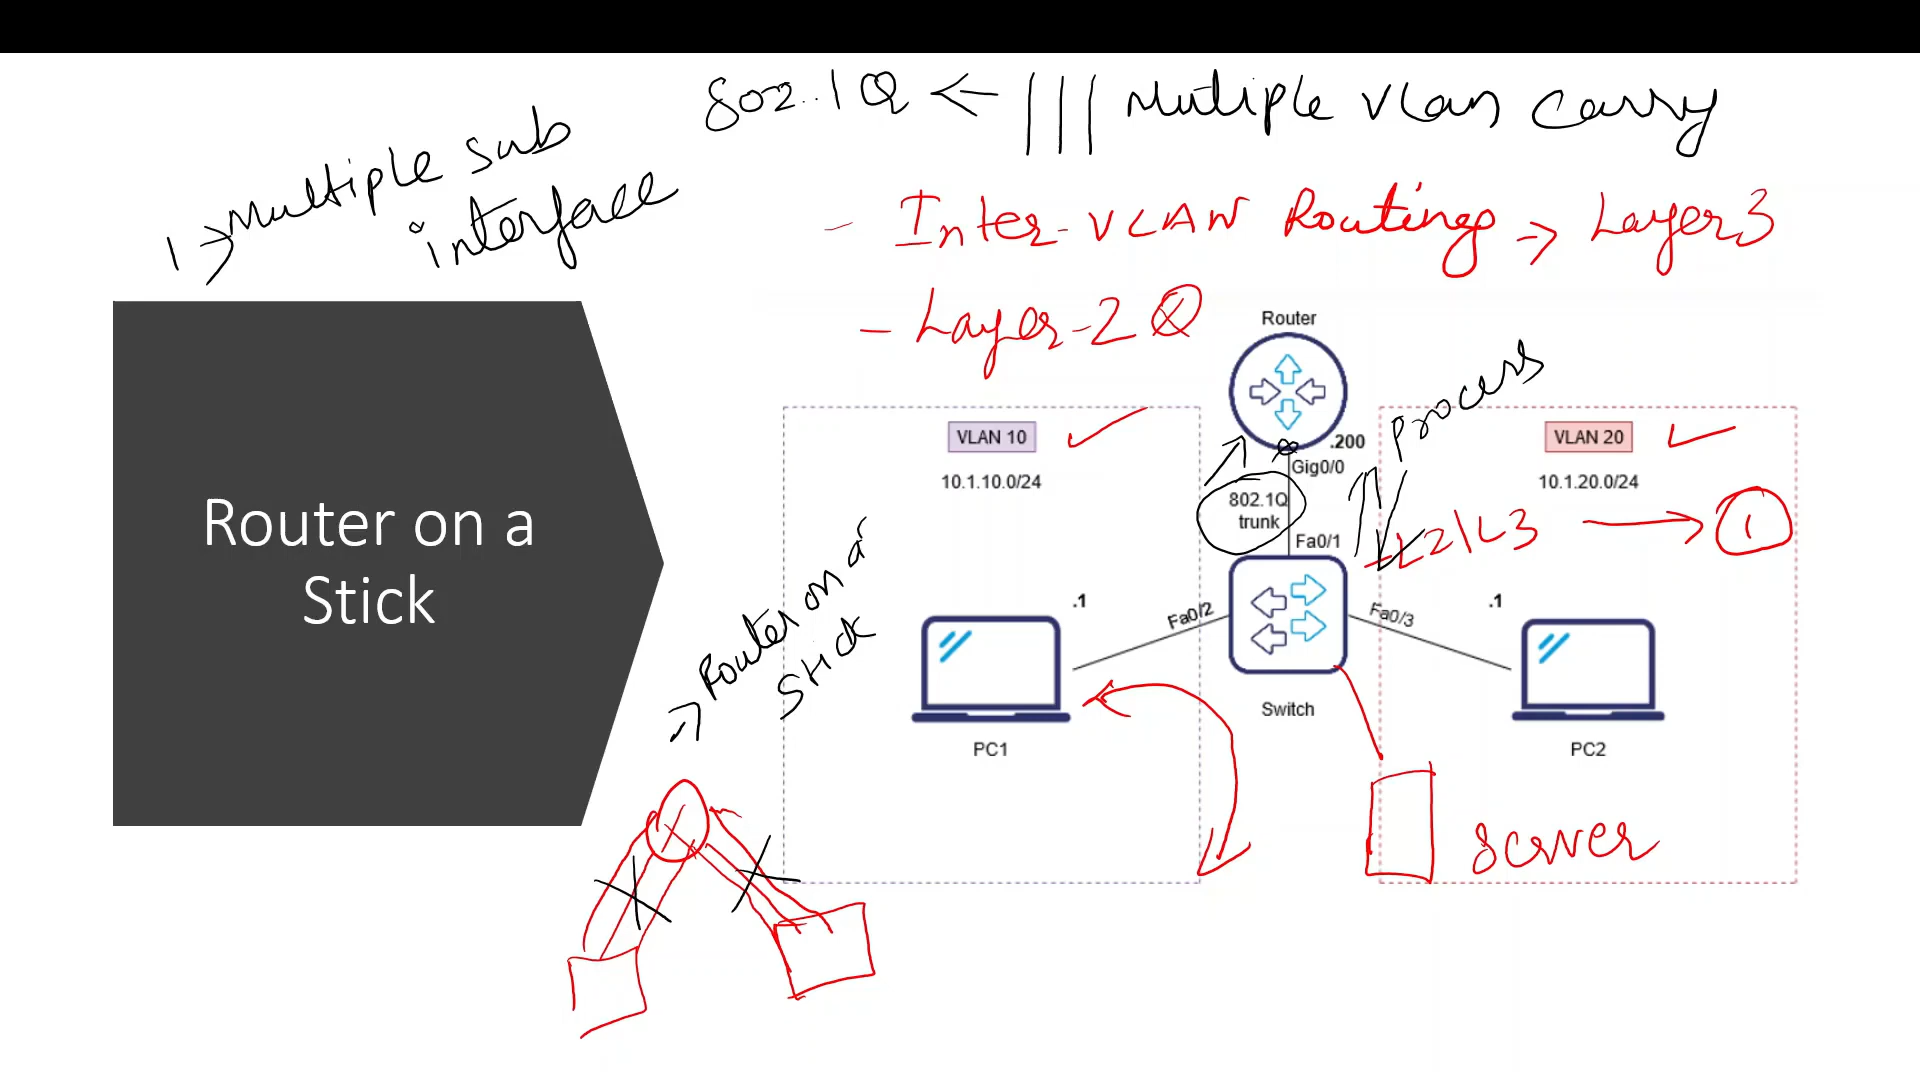 802..1Q <- ||| Mutiple vlan carry
1 -> Multiple sub
interface
- Inter-VLAN Routing -> Layer3
- Layer-2
Router
Process
VLAN 10
VLAN 20
.200
Gig0/0
10.1.10.0/24
10.1.20.0/24
802.1Q
trunk
Fa0/1
L2/L3 -> 1
Router on a
Stick
-> Router on a
Stick
.1
.1
Fa0/2
Fa0/3
Switch
PC1
PC2
Server